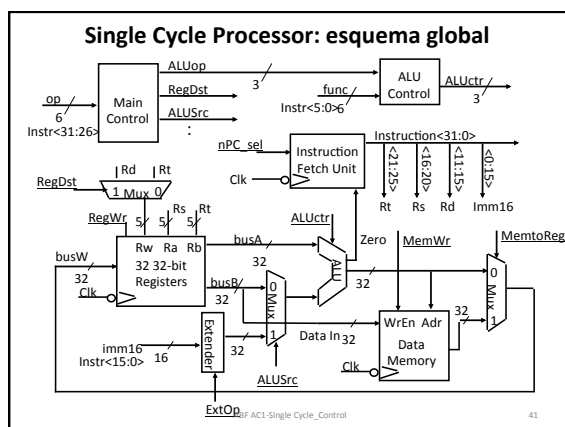 Single Cycle Processor: esquema global
ALUop
3
RegDst
ALUSrc
:
op
6
Instr<31:26>
Main
Control
func
Instr<5:0>
6
ALU
Control
ALUctr
3
nPC_sel
Clk
Instruction
Fetch Unit
Instruction<31:0>
<21:25>
<16:20>
<11:15>
<0:15>
Rt
Rs
Rd
Imm16
Rd
Rt
RegDst
1
Mux
0
RegWr
5
5
Rs
5
Rt
busW
32
Clk
Rw
Ra
Rb
32 32-bit
Registers
busA
32
busB
32
ALUctr
ALU
Zero
32
MemWr
MemtoReg
0
Mux
1
0
Mux
1
32
Data In
32
WrEn
Adr
Data
Memory
Clk
32
imm16
Instr<15:0>
16
Extender
ALUSrc
ExtOp
BF AC1-Single Cycle_Control
41